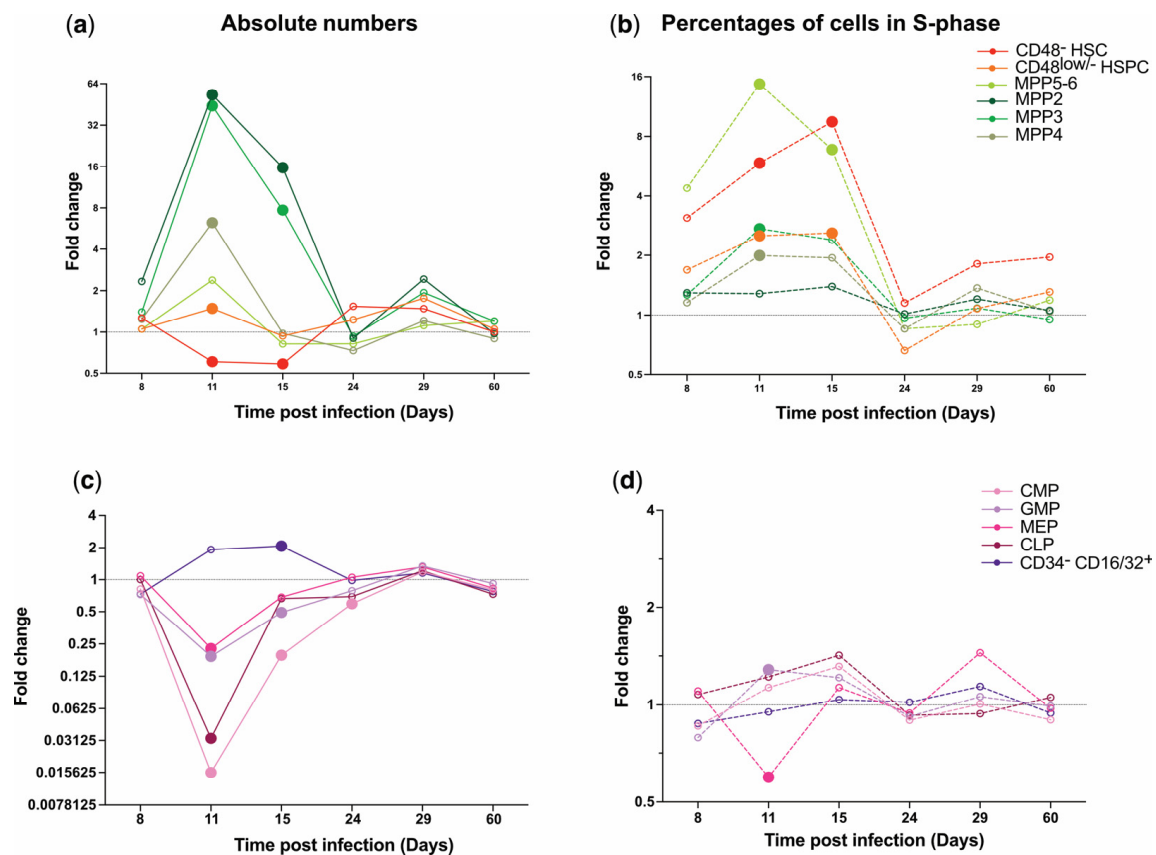 (a) Absolute numbers
64
32
16
8
4
2
1
0.5
Fold change
8 11 15 24 29 60
Time post infection (Days)
(b) Percentages of cells in S-phase
16
8
4
2
1
0.5
Fold change
8 11 15 24 29 60
Time post infection (Days)
CD48- HSC
CD48low/- HSPC
MPP5-6
MPP2
MPP3
MPP4
(c)
4
2
1
0.5
0.25
0.125
0.0625
0.03125
0.015625
0.0078125
Fold change
8 11 15 24 29 60
Time post infection (Days)
(d)
4
2
1
0.5
Fold change
8 11 15 24 29 60
Time post infection (Days)
CMP
GMP
MEP
CLP
CD34- CD16/32+